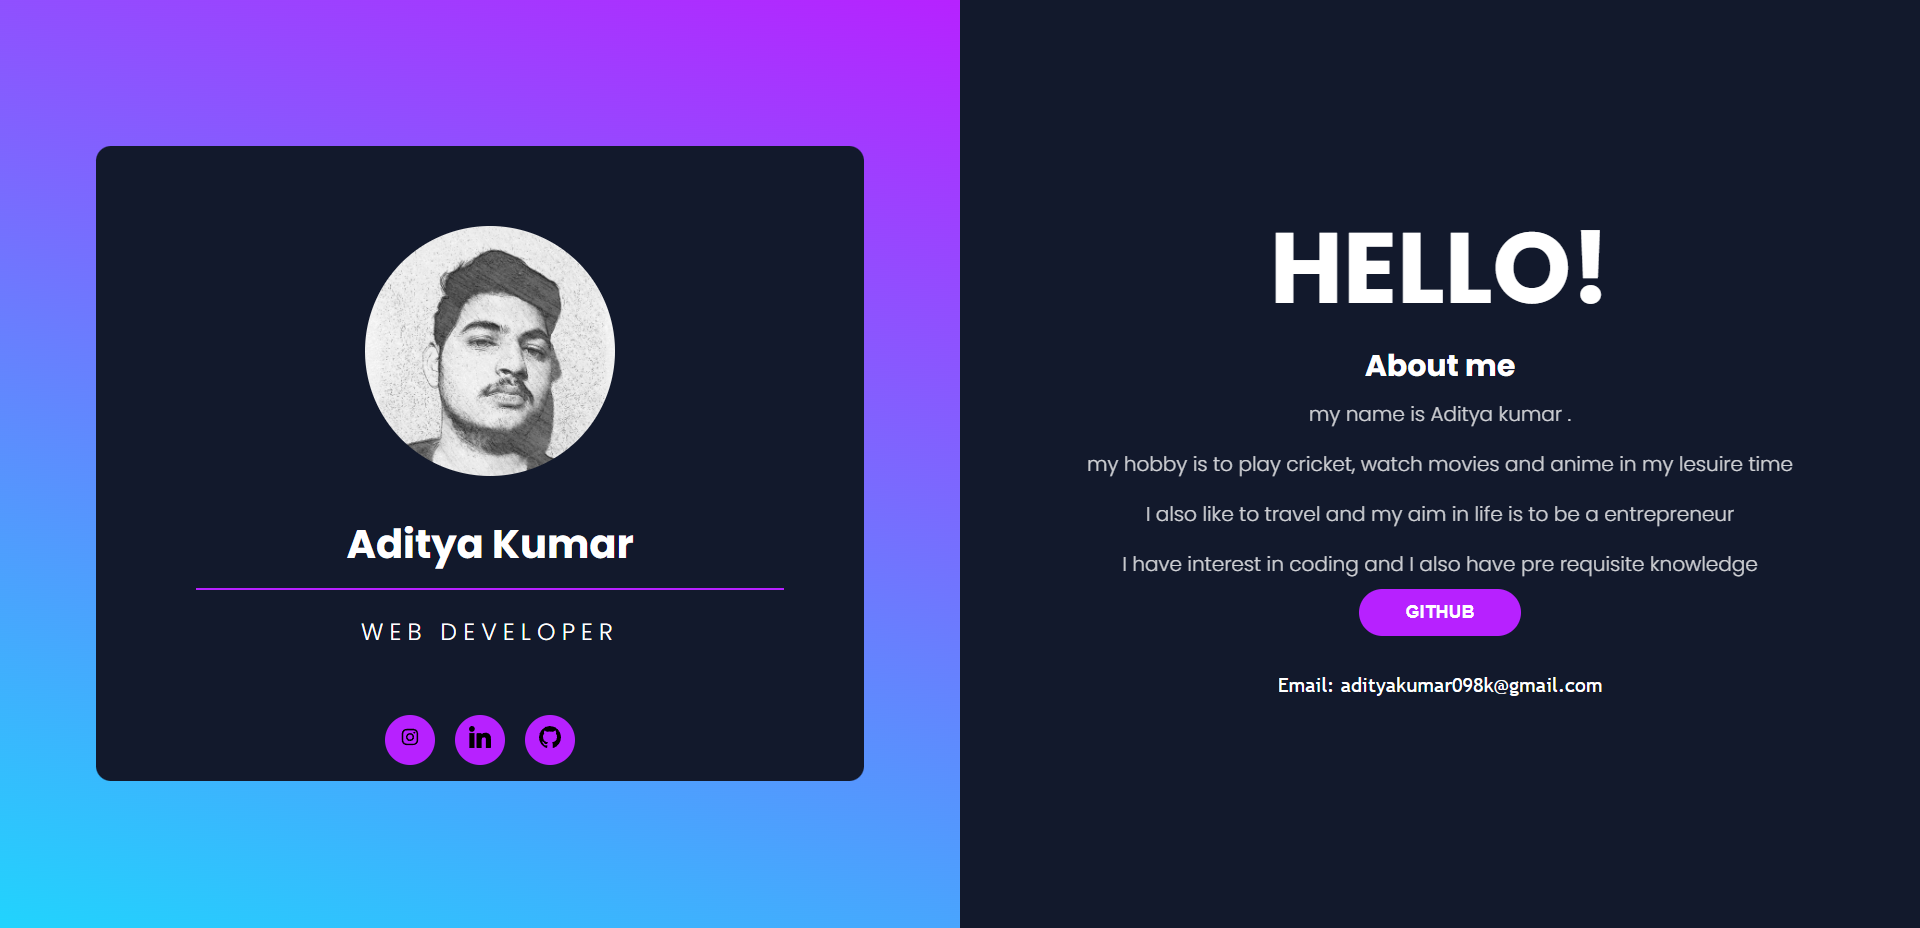 Aditya Kumar
WEB DEVELOPER
HELLO!
About me
my name is Aditya kumar .
my hobby is to play cricket, watch movies and anime in my lesuire time
I also like to travel and my aim in life is to be a entrepreneur
I have interest in coding and I also have pre requisite knowledge
GITHUB
Email: adityakumar098k@gmail.com